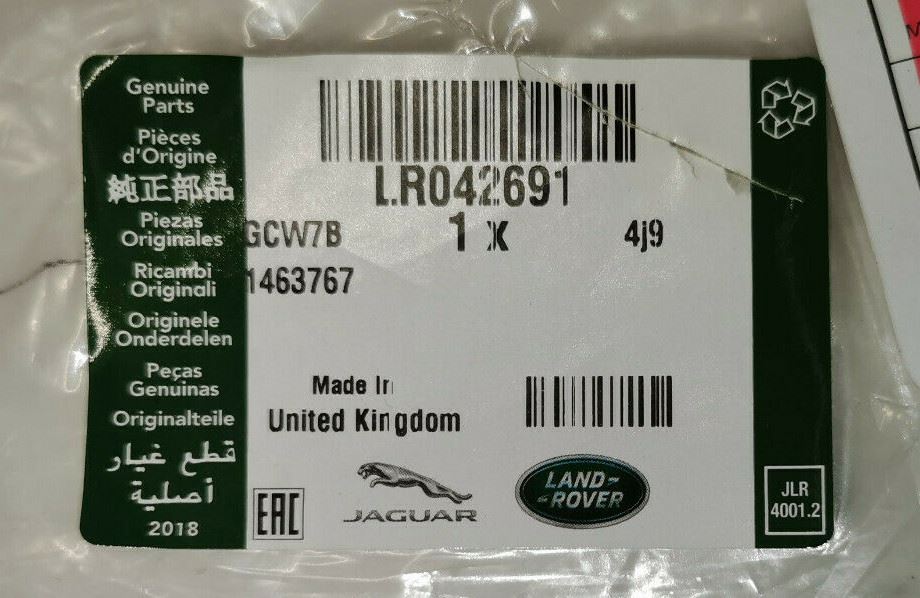 Genuine
Parts
Pièces
d'Origine
純正部品
Piezas
Originales
Ricambi
Originali
Originele
Onderdelen
Peças
Genuinas
Originalteile
قطع غيار
أصلية
2018
LR042691
GCW7B 1 x 4j9
1463767
Made In
United Kingdom
EAC
JAGUAR
LAND-
-ROVER
JLR
4001.2